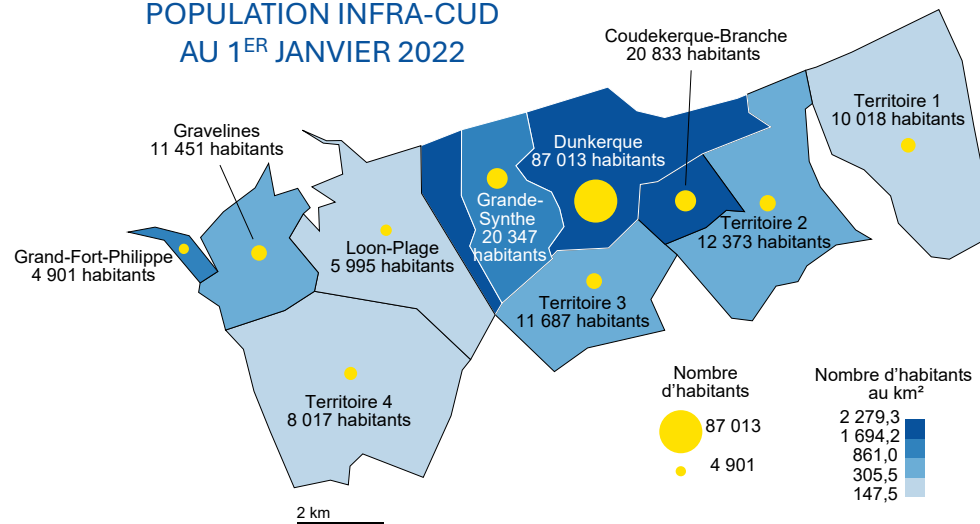 POPULATION INFRA-CUD
AU 1ER JANVIER 2022
Coudekerque-Branche
20 833 habitants
Territoire 1
10 018 habitants
Gravelines
11 451 habitants
Dunkerque
87 013 habitants
Grande-
Synthe
20 347
habitants
Territoire 2
12 373 habitants
Grand-Fort-Philippe
4 901 habitants
Loon-Plage
5 995 habitants
Territoire 3
11 687 habitants
Territoire 4
8 017 habitants
Nombre
d'habitants
87 013
4 901
Nombre d'habitants
au km²
2 279,3
1 694,2
861,0
305,5
147,5
2 km